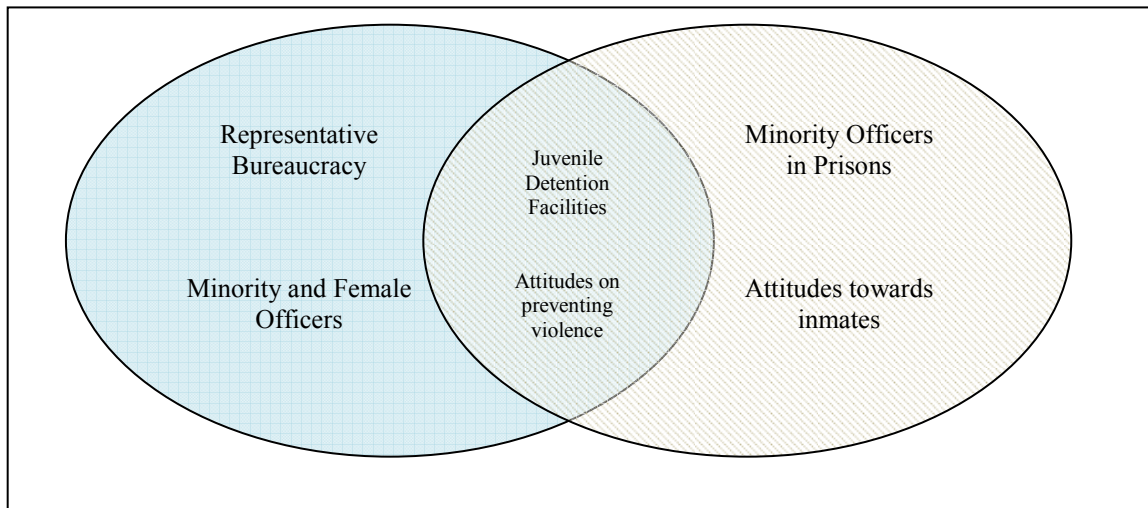 Representative
Bureaucracy
Minority and Female
Officers
Juvenile
Detention
Facilities
Attitudes on
preventing
violence
Minority Officers
in Prisons
Attitudes towards
inmates